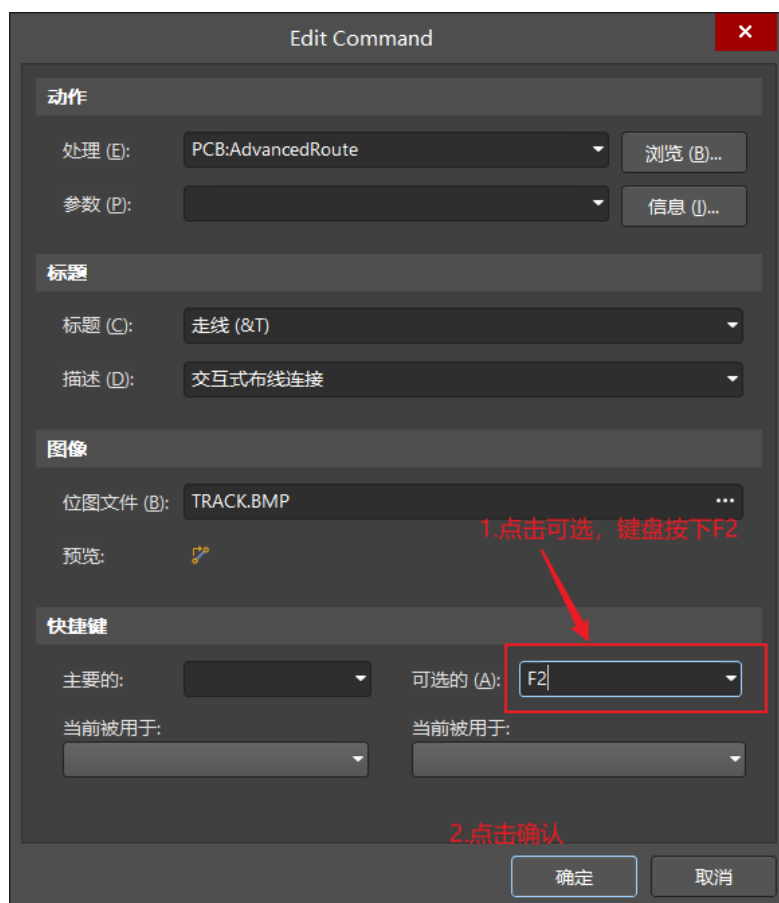 Edit Command
动作
处理 (E): PCB:AdvancedRoute 浏览 (B)...
参数 (P): 信息 (I)...
标题
标题 (C): 走线 (&T)
描述 (D): 交互式布线连接
图像
位图文件 (B): TRACK.BMP ...
1.点击可选，键盘按下F2
预览:
快捷键
主要的: 可选的 (A): F2
当前被用于: 当前被用于:
2.点击确认
确定 取消